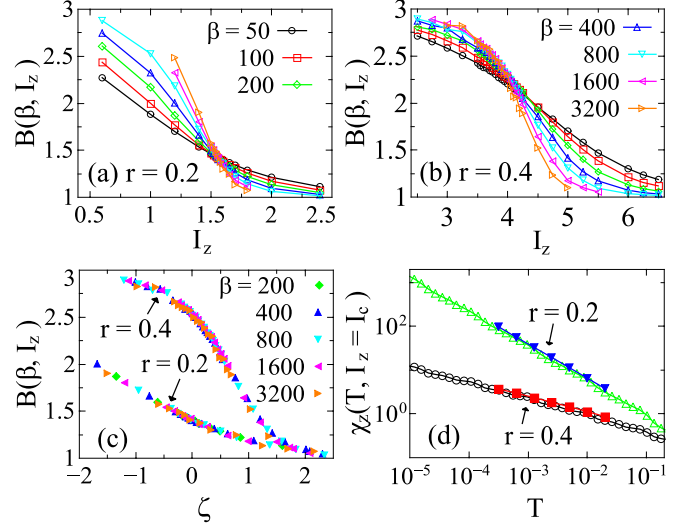 3
2.5
2
1.5
1
B(β, I_z)
β = 50
100
200
(a) r = 0.2
0.5 1 1.5 2 2.5
I_z
3
2.5
2
1.5
1
B(β, I_z)
β = 400
800
1600
3200
(b) r = 0.4
3 4 5 6
I_z
3
2.5
2
1.5
1
B(β, I_z)
β = 200
400
800
1600
3200
r = 0.4
r = 0.2
(c)
−2 −1 0 1 2
ζ
10^2
10^0
χ_z(T, I_z = I_c)
r = 0.2
r = 0.4
(d)
10^−5 10^−4 10^−3 10^−2 10^−1
T